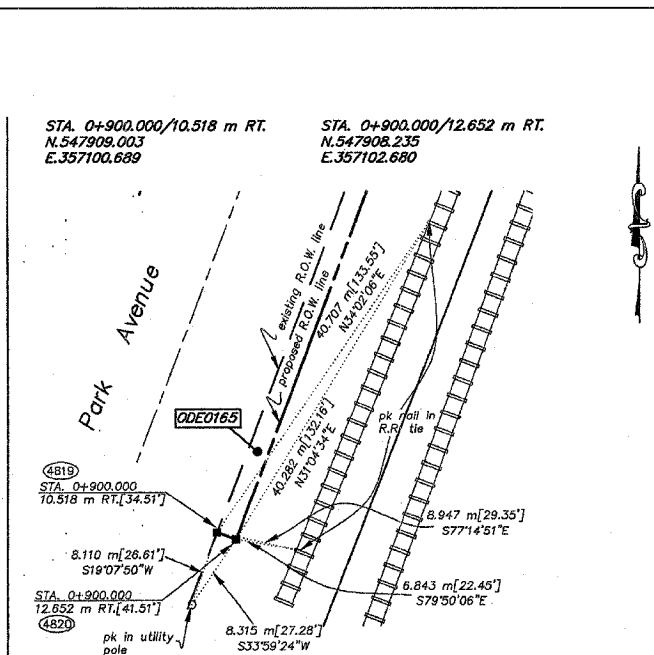 STA. 0+900.000/10.518 m RT.
N.547909.003
E.357100.689
STA. 0+900.000/12.652 m RT.
N.547908.235
E.357102.680
Park Avenue
existing R.O.W. line
proposed R.O.W. line
40.707 m[133.55']
N34°02'06"E
40.282 m[132.16']
N31°04'34"E
ODE0165
pk nail in
R.R. tie
4819
STA. 0+900.000
10.518 m RT.[34.51']
8.947 m[29.35']
S77°14'51"E
8.110 m[26.61']
S19°07'50"W
6.843 m[22.45']
S79°50'06"E
STA. 0+900.000
12.652 m RT.[41.51']
4820
8.315 m[27.28']
S33°59'24"W
pk in utility
pole